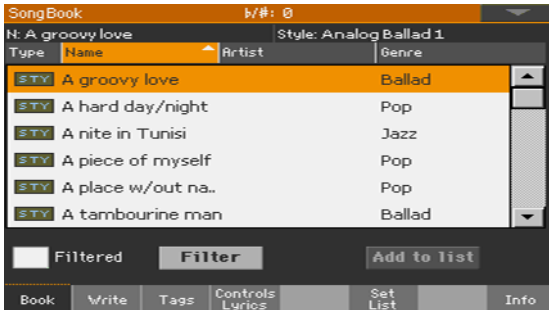 SongBook b/#: 0
N: A groovy love Style: Analog Ballad 1
Type Name Artist Genre
STY A groovy love Ballad
STY A hard day/night Pop
STY A nite in Tunisi Jazz
STY A piece of myself Pop
STY A place w/out na.. Pop
STY A tambourine man Ballad
Filtered Filter Add to list
Book Write Tags Controls Lyrics Set List Info